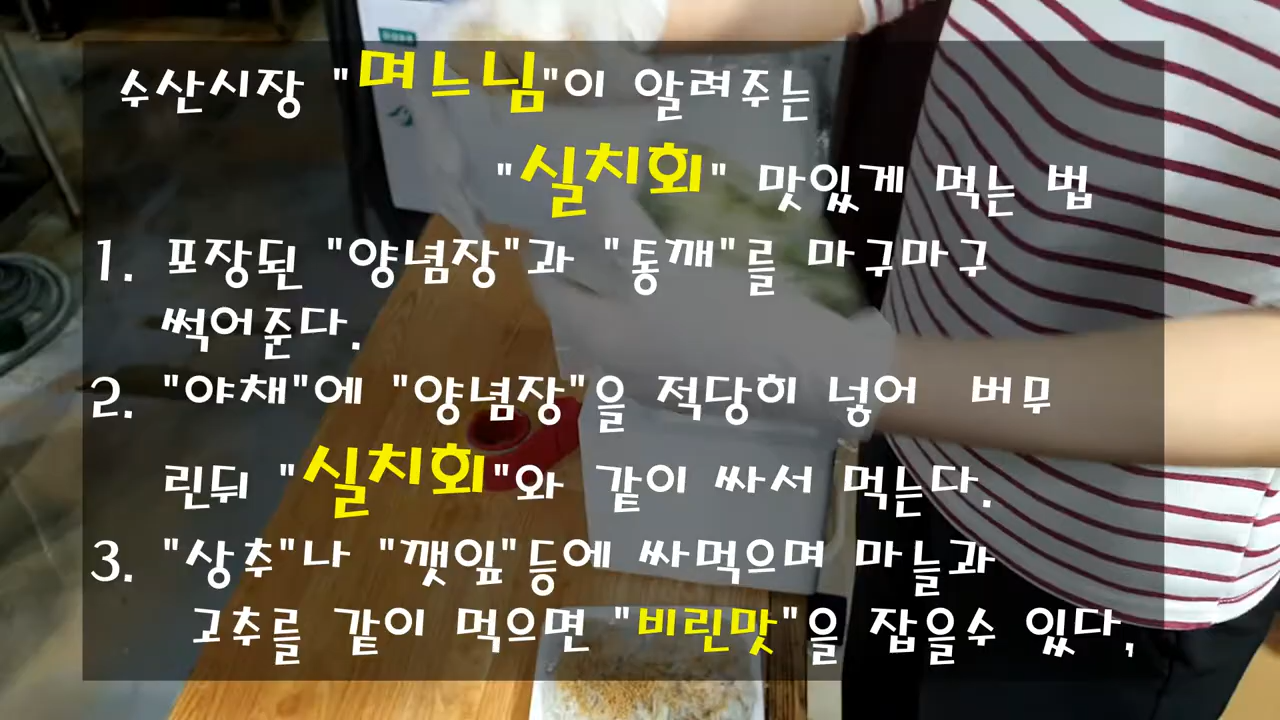 수산시장 "며느님"이 알려주는
"실치회" 맛있게 먹는 법
1. 포장된 "양념장"과 "통깨"를 마구마구
썩어준다.
2. "야채"에 "양념장"을 적당히 넣어 버무
린뒤 "실치회"와 같이 싸서 먹는다.
3. "상추"나 "깻잎"등에 싸먹으며 마늘과
고추를 같이 먹으면 "비린맛"을 잡을수 있다,